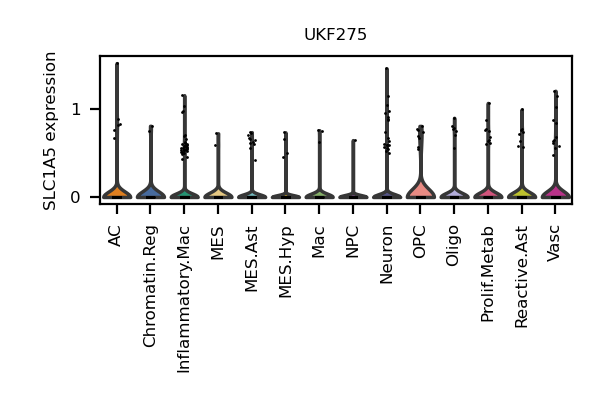 UKF275
SLC1A5 expression
1
0
AC
Chromatin.Reg
Inflammatory.Mac
MES
MES.Ast
MES.Hyp
Mac
NPC
Neuron
OPC
Oligo
Prolif.Metab
Reactive.Ast
Vasc